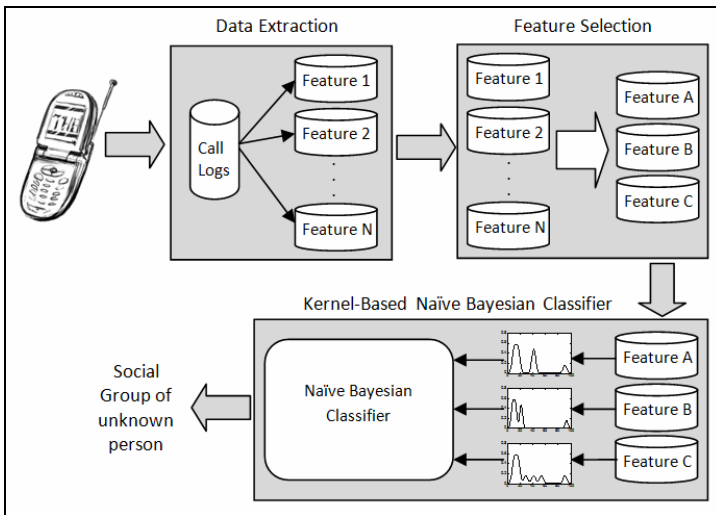 Data Extraction
Feature Selection
Feature 1
Call
Logs
Feature 2
Feature N
Feature 1
Feature 2
Feature N
Feature A
Feature B
Feature C
Kernel-Based Naïve Bayesian Classifier
Social
Group of
unknown
person
Naïve Bayesian
Classifier
Feature A
Feature B
Feature C